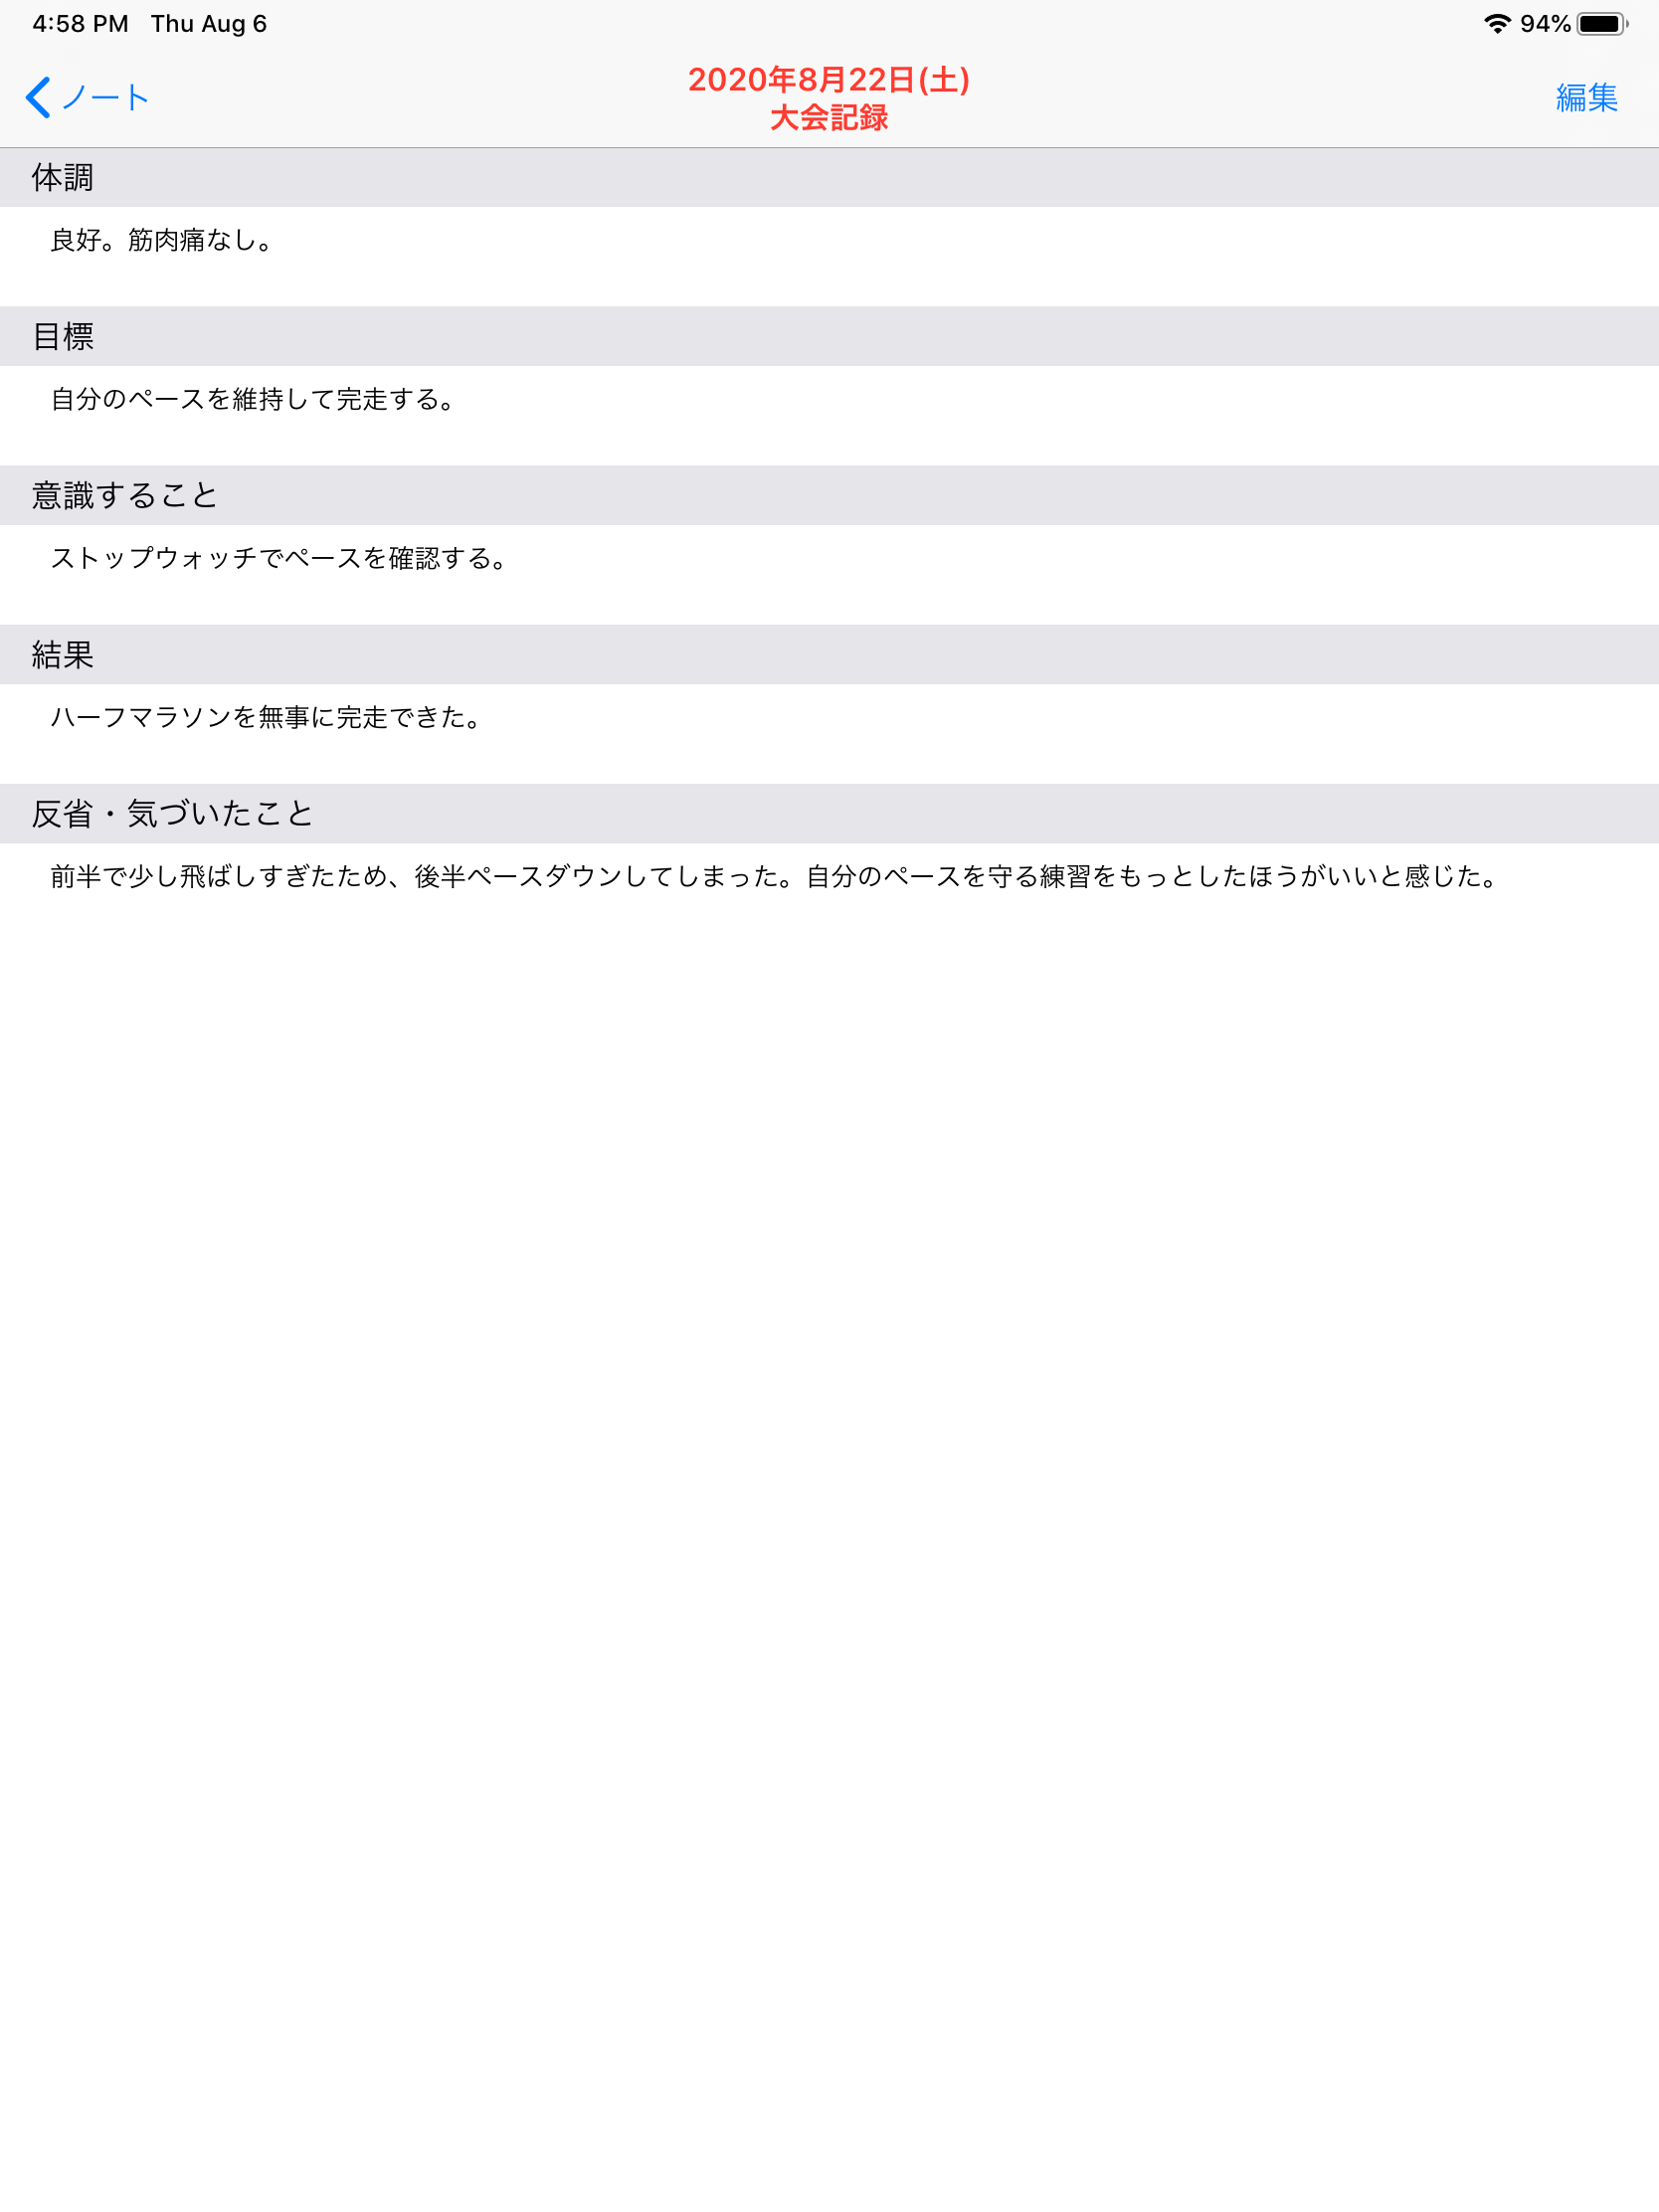 4:58 PM Thu Aug 6 94%
ノート 2020年8月22日(土) 編集
大会記録
体調
良好。筋肉痛なし。
目標
自分のペースを維持して完走する。
意識すること
ストップウォッチでペースを確認する。
結果
ハーフマラソンを無事に完走できた。
反省・気づいたこと
前半で少し飛ばしすぎたため、後半ペースダウンしてしまった。自分のペースを守る練習をもっとしたほうがいいと感じた。